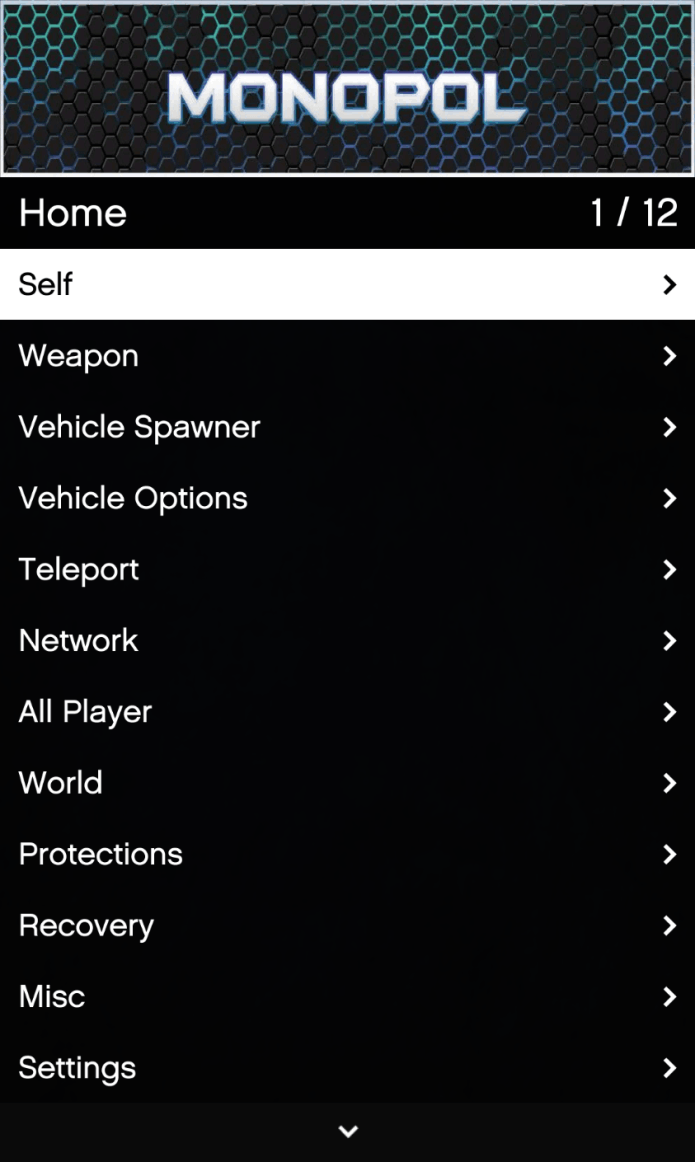 MONOPOL
Home 1 / 12
Self
Weapon
Vehicle Spawner
Vehicle Options
Teleport
Network
All Player
World
Protections
Recovery
Misc
Settings